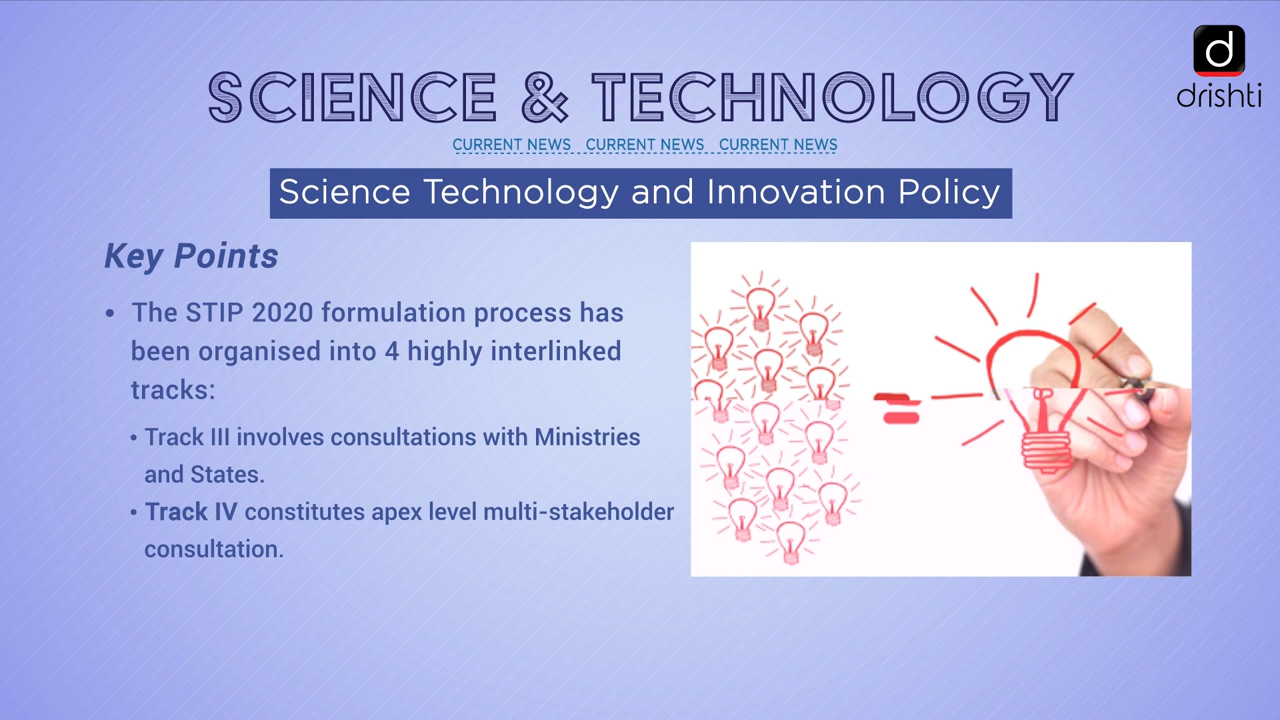 SCIENCE & TECHNOLOGY
CURRENT NEWS CURRENT NEWS CURRENT NEWS
d
drishti
Science Technology and Innovation Policy
Key Points
• The STIP 2020 formulation process has
been organised into 4 highly interlinked
tracks:
• Track III involves consultations with Ministries
and States.
• Track IV constitutes apex level multi-stakeholder
consultation.